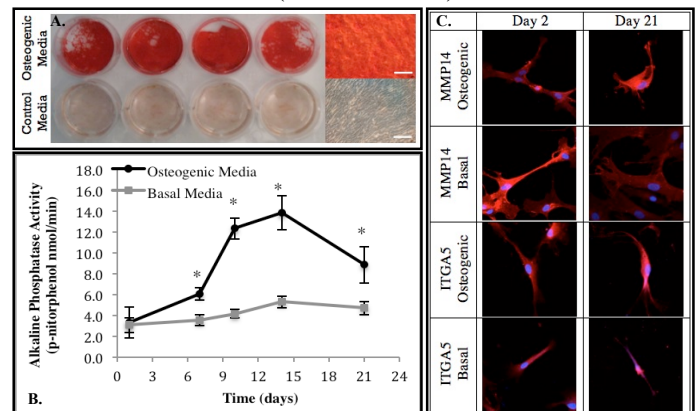 A.
Osteogenic
Media
Control
Media
Alkaline Phosphatase Activity
(p-nitorphenol nmol/min)
18.0
16.0
14.0
12.0
10.0
8.0
6.0
4.0
2.0
0.0
Osteogenic Media
Basal Media
*
*
*
*
0 3 6 9 12 15 18 21 24
Time (days)
B.
C.
Day 2
Day 21
MMP14
Osteogenic
MMP14
Basal
ITGA5
Osteogenic
ITGA5
Basal